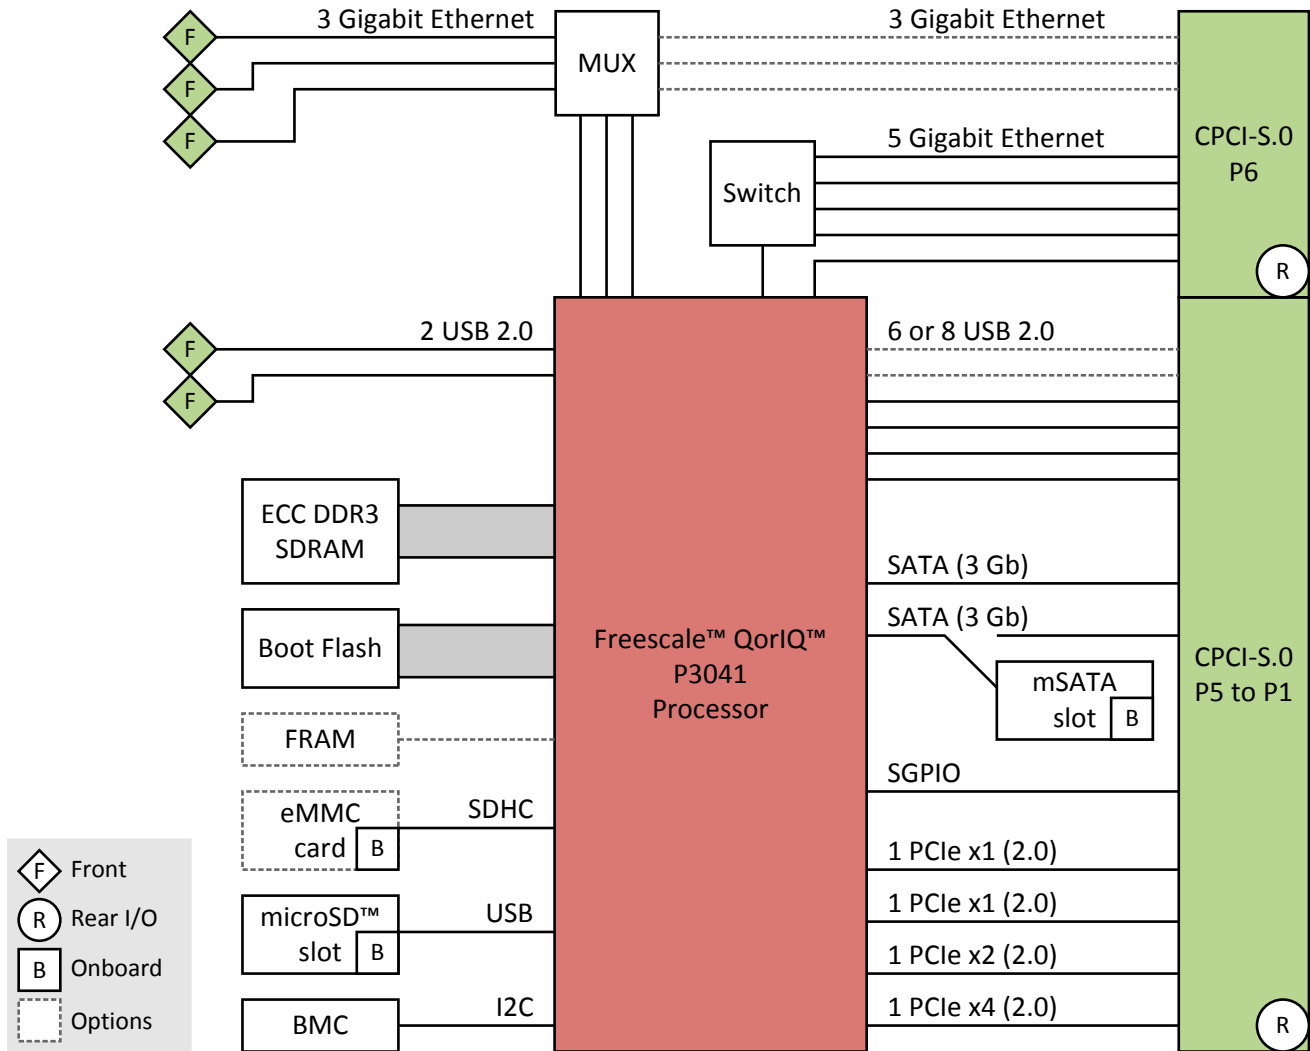 3 Gigabit Ethernet
3 Gigabit Ethernet
F
F
F
MUX
5 Gigabit Ethernet
Switch
CPCI-S.0
P6
R
2 USB 2.0
6 or 8 USB 2.0
F
F
ECC DDR3
SDRAM
Boot Flash
FRAM
eMMC
card
B
SDHC
microSD™
slot
B
USB
BMC
I2C
Freescale™ QorIQ™
P3041
Processor
SATA (3 Gb)
SATA (3 Gb)
mSATA
slot
B
SGPIO
1 PCIe x1 (2.0)
1 PCIe x1 (2.0)
1 PCIe x2 (2.0)
1 PCIe x4 (2.0)
CPCI-S.0
P5 to P1
R
F Front
R Rear I/O
B Onboard
Options